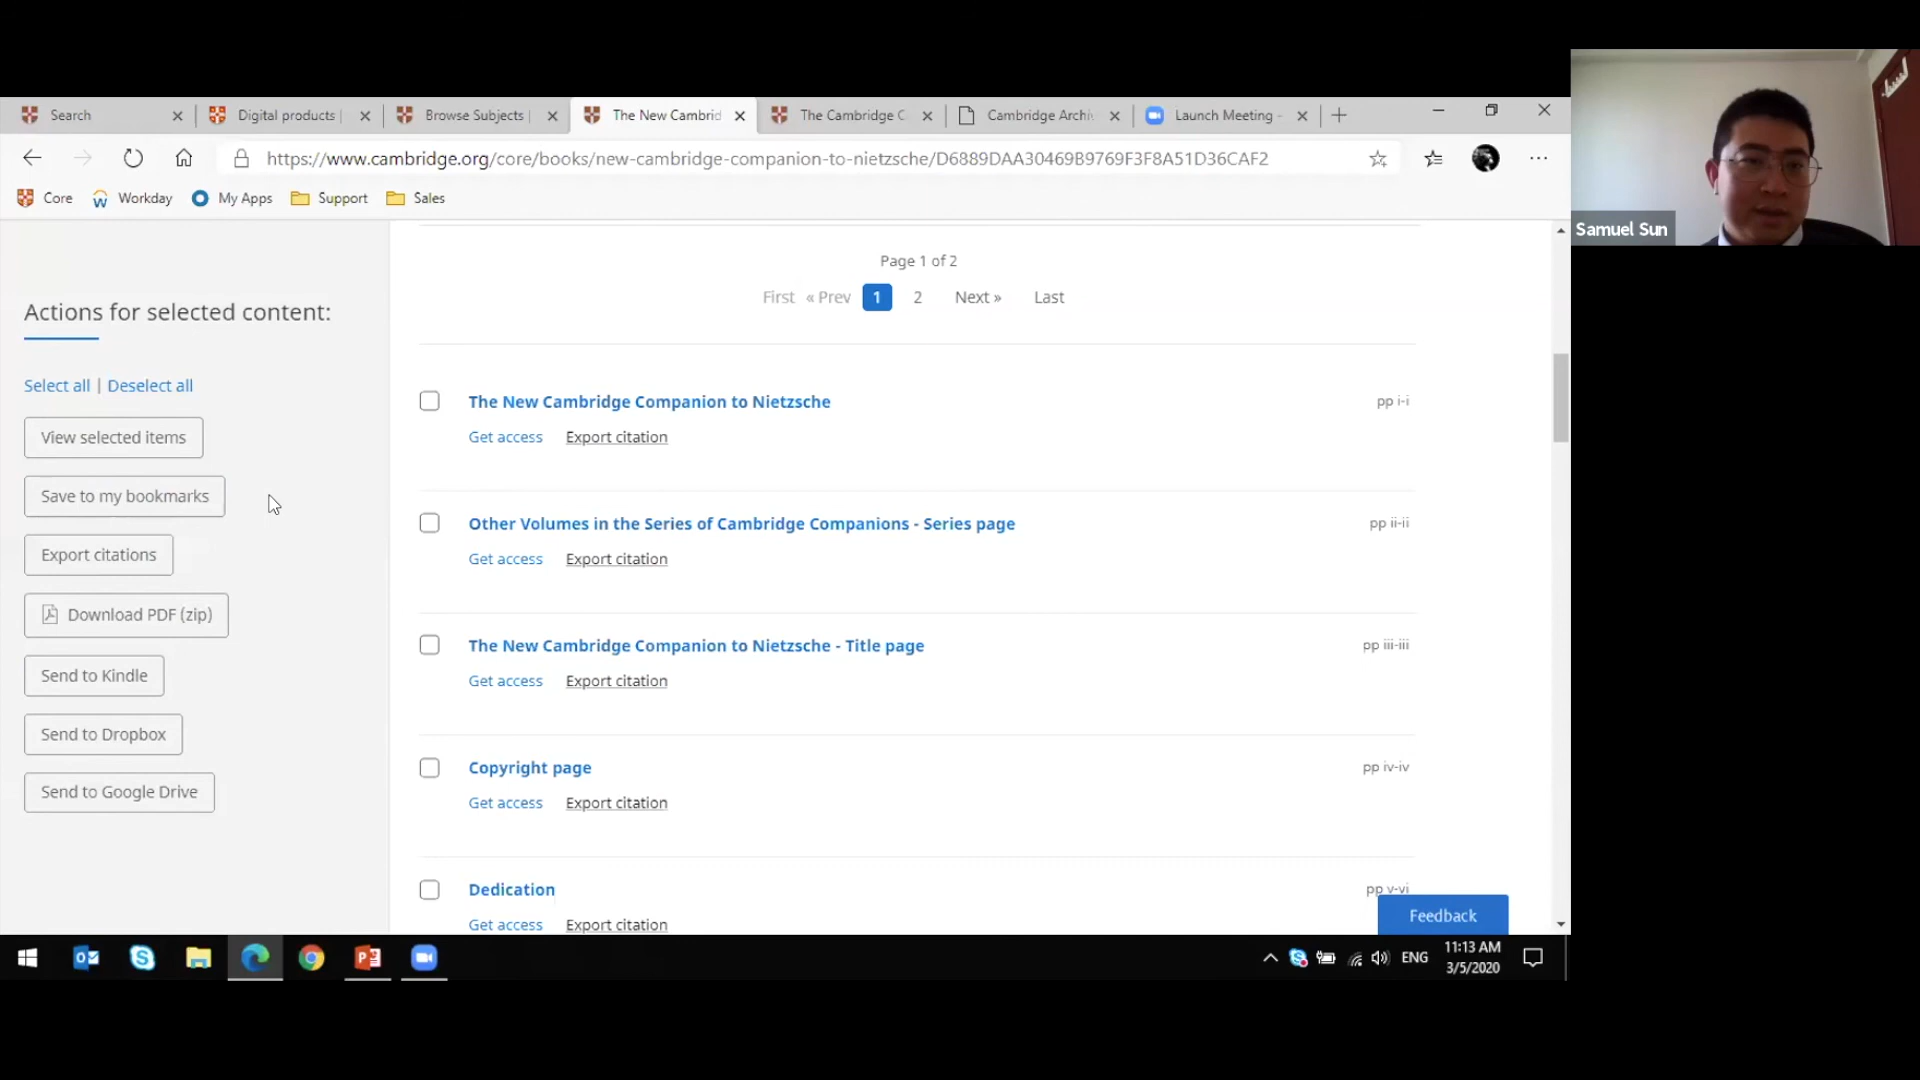 Search
Digital products |
Browse Subjects |
The New Cambrid
The Cambridge C
Cambridge Archi
Launch Meeting -
https://www.cambridge.org/core/books/new-cambridge-companion-to-nietzsche/D6889DAA30469B9769F3F8A51D36CAF2
Core
Workday
My Apps
Support
Sales
Samuel Sun
Page 1 of 2
First « Prev 1 2 Next » Last
Actions for selected content:
Select all | Deselect all
View selected items
Save to my bookmarks
Export citations
Download PDF (zip)
Send to Kindle
Send to Dropbox
Send to Google Drive
The New Cambridge Companion to Nietzsche pp i-i
Get access Export citation
Other Volumes in the Series of Cambridge Companions - Series page pp ii-ii
Get access Export citation
The New Cambridge Companion to Nietzsche - Title page pp iii-iii
Get access Export citation
Copyright page pp iv-iv
Get access Export citation
Dedication pp v-vi
Get access Export citation
Feedback
ENG
11:13 AM
3/5/2020